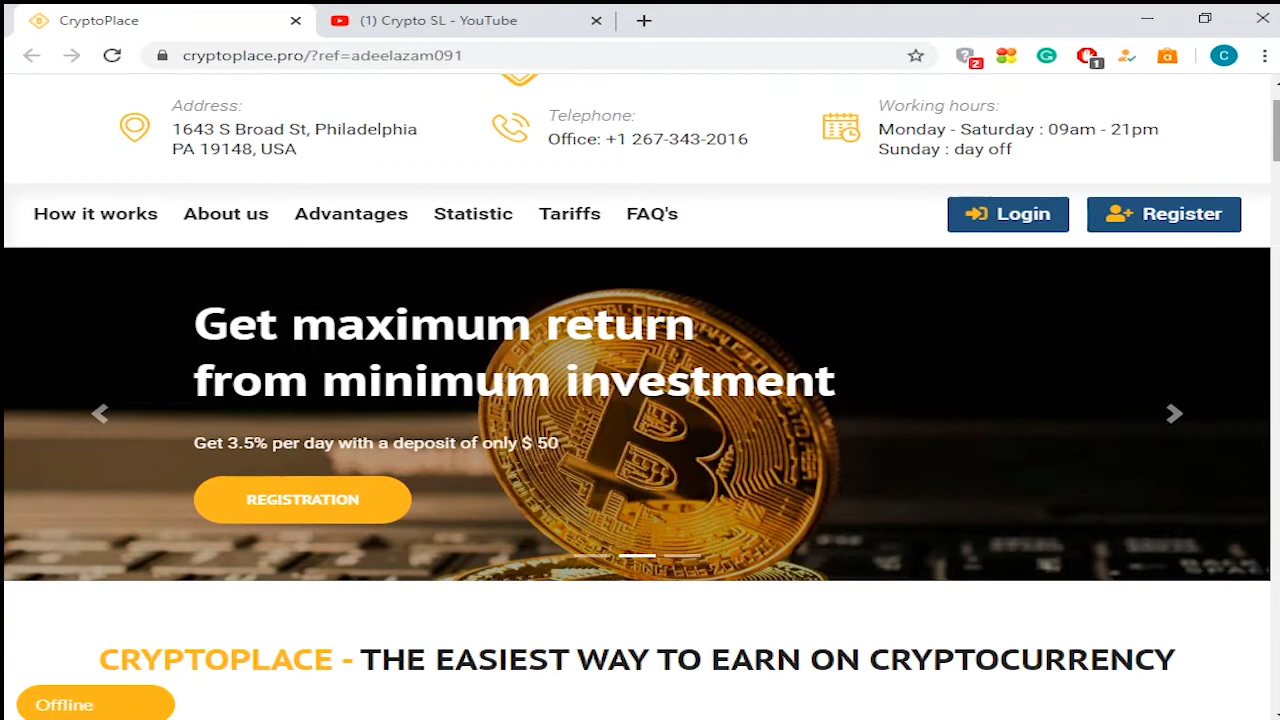 CryptoPlace
(1) Crypto SL - YouTube
cryptoplace.pro/?ref=adeelazam091
2
1
C
Address:
1643 S Broad St, Philadelphia
PA 19148, USA
Telephone:
Office: +1 267-343-2016
Working hours:
Monday - Saturday : 09am - 21pm
Sunday : day off
How it works
About us
Advantages
Statistic
Tariffs
FAQ's
Login
Register
Get maximum return
from minimum investment
Get 3.5% per day with a deposit of only $ 50
REGISTRATION
CRYPTOPLACE - THE EASIEST WAY TO EARN ON CRYPTOCURRENCY
Offline